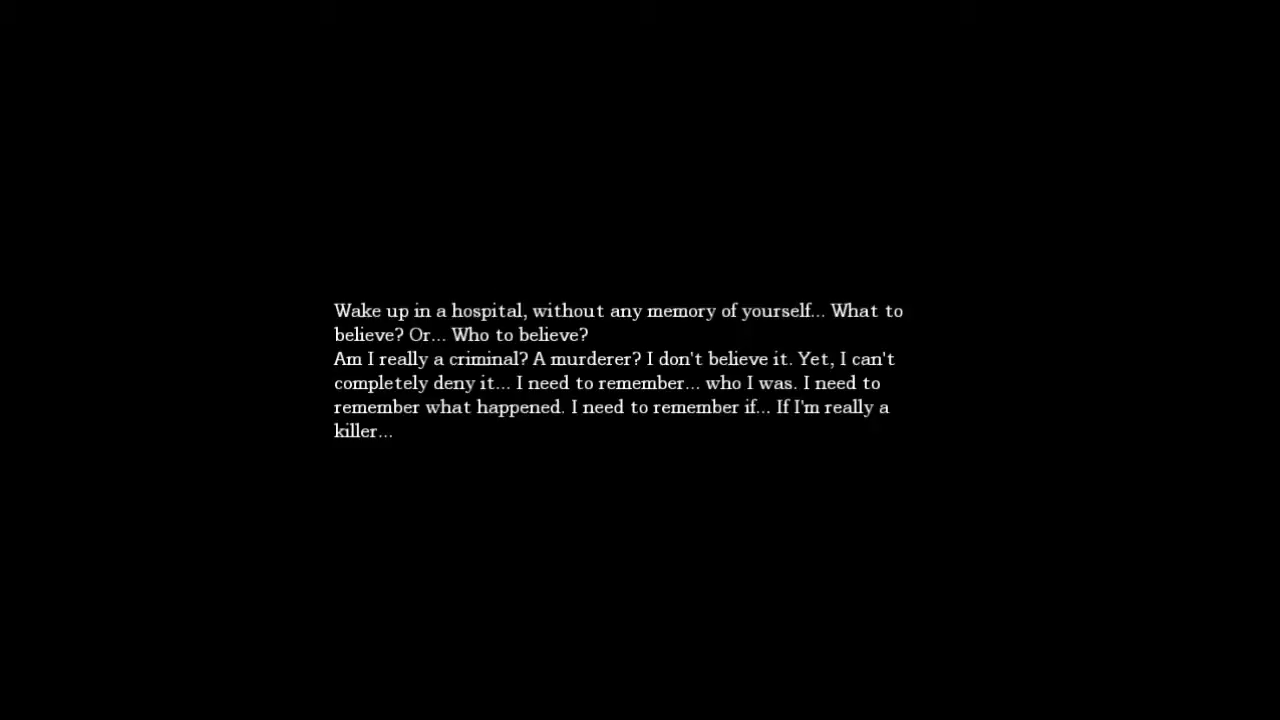 Wake up in a hospital, without any memory of yourself... What to
believe? Or... Who to believe?
Am I really a criminal? A murderer? I don't believe it. Yet, I can't
completely deny it... I need to remember... who I was. I need to
remember what happened. I need to remember if... If I'm really a
killer...